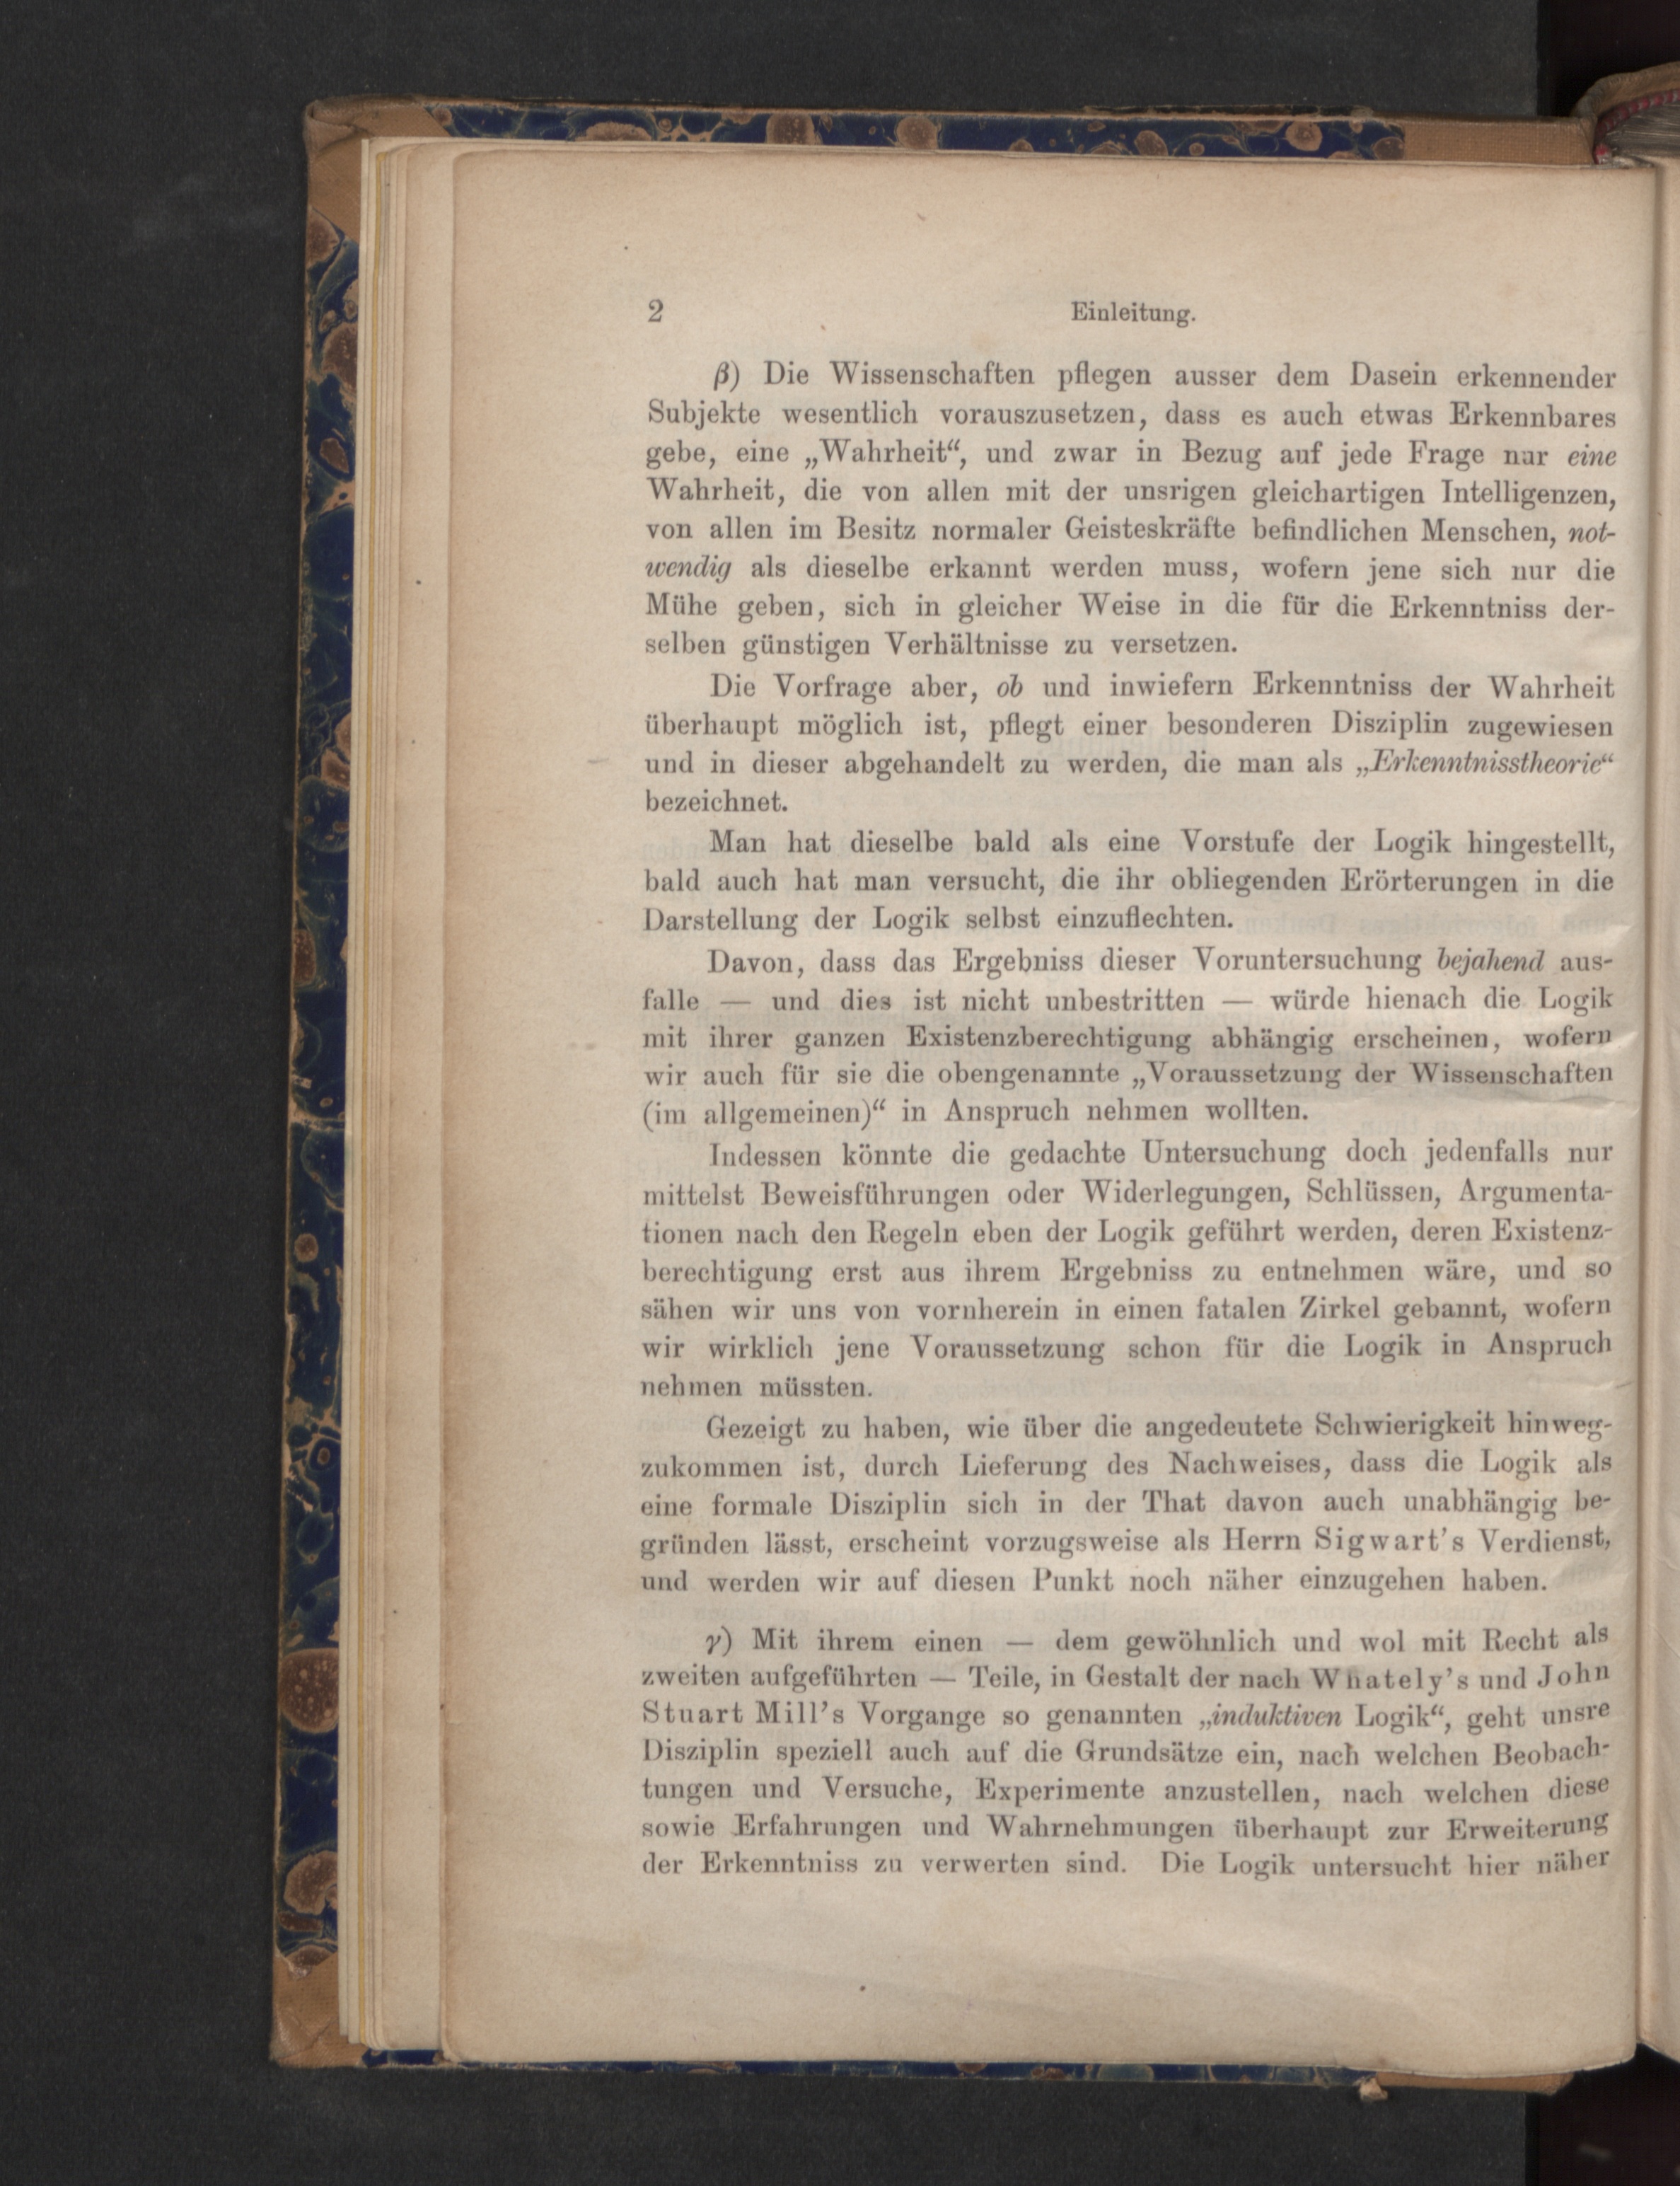 2 Einleitung.
β) Die Wissenschaften pflegen ausser dem Dasein erkennender
Subjekte wesentlich vorauszusetzen, dass es auch etwas Erkennbares
gebe, eine „Wahrheit“, und zwar in Bezug auf jede Frage nur eine
Wahrheit, die von allen mit der unsrigen gleichartigen Intelligenzen,
von allen im Besitz normaler Geisteskräfte befindlichen Menschen, not-
wendig als dieselbe erkannt werden muss, wofern jene sich nur die
Mühe geben, sich in gleicher Weise in die für die Erkenntniss der-
selben günstigen Verhältnisse zu versetzen.
Die Vorfrage aber, ob und inwiefern Erkenntniss der Wahrheit
überhaupt möglich ist, pflegt einer besonderen Disziplin zugewiesen
und in dieser abgehandelt zu werden, die man als „Erkenntnisstheorie“
bezeichnet.
Man hat dieselbe bald als eine Vorstufe der Logik hingestellt,
bald auch hat man versucht, die ihr obliegenden Erörterungen in die
Darstellung der Logik selbst einzuflechten.
Davon, dass das Ergebniss dieser Voruntersuchung bejahend aus-
falle — und dies ist nicht unbestritten — würde hienach die Logik
mit ihrer ganzen Existenzberechtigung abhängig erscheinen, wofern
wir auch für sie die obengenannte „Voraussetzung der Wissenschaften
(im allgemeinen)“ in Anspruch nehmen wollten.
Indessen könnte die gedachte Untersuchung doch jedenfalls nur
mittelst Beweisführungen oder Widerlegungen, Schlüssen, Argumenta-
tionen nach den Regeln eben der Logik geführt werden, deren Existenz-
berechtigung erst aus ihrem Ergebniss zu entnehmen wäre, und so
sähen wir uns von vornherein in einen fatalen Zirkel gebannt, wofern
wir wirklich jene Voraussetzung schon für die Logik in Anspruch
nehmen müssten.
Gezeigt zu haben, wie über die angedeutete Schwierigkeit hinweg-
zukommen ist, durch Lieferung des Nachweises, dass die Logik als
eine formale Disziplin sich in der That davon auch unabhängig be-
gründen lässt, erscheint vorzugsweise als Herrn Sigwart's Verdienst,
und werden wir auf diesen Punkt noch näher einzugehen haben.
γ) Mit ihrem einen — dem gewöhnlich und wol mit Recht als
zweiten aufgeführten — Teile, in Gestalt der nach Whately's und John
Stuart Mill's Vorgange so genannten „induktiven Logik“, geht unsre
Disziplin speziell auch auf die Grundsätze ein, nach welchen Beobach-
tungen und Versuche, Experimente anzustellen, nach welchen diese
sowie Erfahrungen und Wahrnehmungen überhaupt zur Erweiterung
der Erkenntniss zu verwerten sind. Die Logik untersucht hier näher